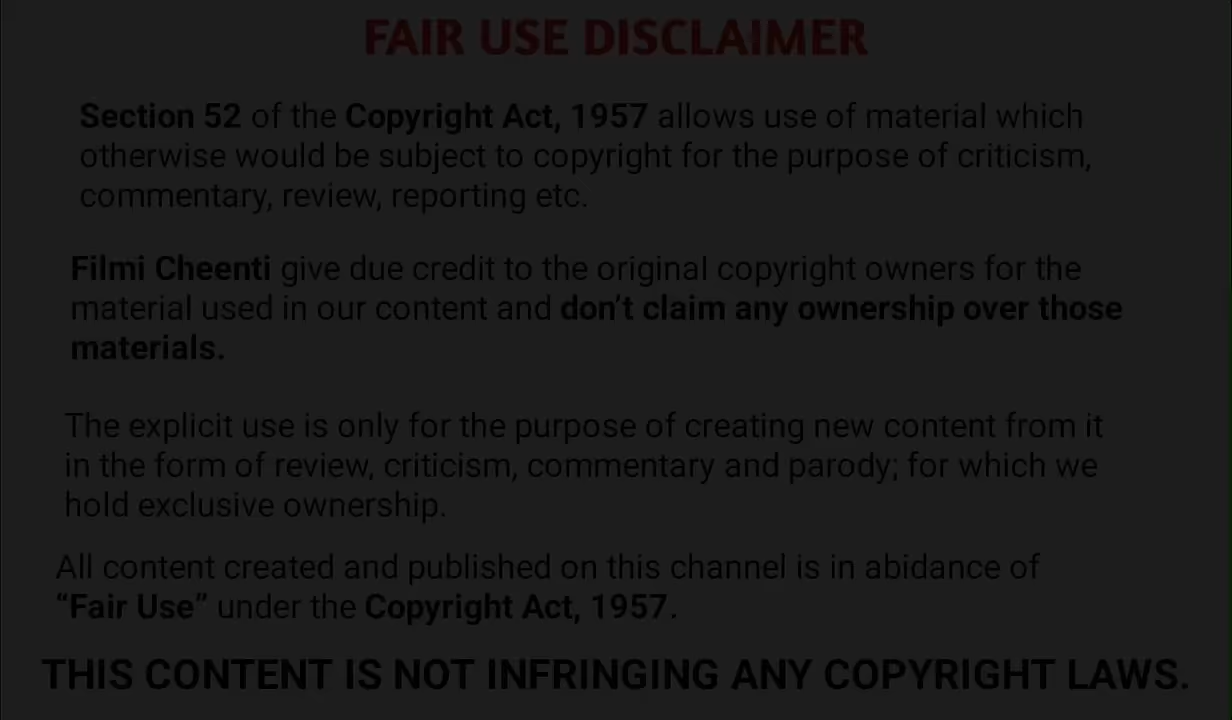 FAIR USE DISCLAIMER
Section 52 of the Copyright Act, 1957 allows use of material which
otherwise would be subject to copyright for the purpose of criticism,
commentary, review, reporting etc.
Filmi Cheenti give due credit to the original copyright owners for the
material used in our content and don't claim any ownership over those
materials.
The explicit use is only for the purpose of creating new content from it
in the form of review, criticism, commentary and parody; for which we
hold exclusive ownership.
All content created and published on this channel is in abidance of
“Fair Use” under the Copyright Act, 1957.
THIS CONTENT IS NOT INFRINGING ANY COPYRIGHT LAWS.